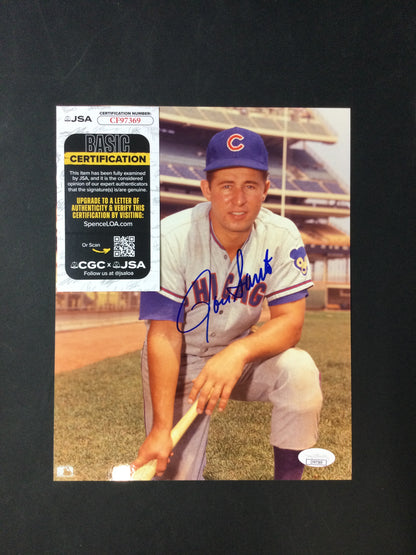 JSA
CERTIFICATION NUMBER:
CF97369
BASIC
CERTIFICATION
This item has been fully examined
by JSA, and it is the considered
opinion of our expert authenticators
that the signature(s) is/are genuine.
UPGRADE TO A LETTER OF
AUTHENTICITY & VERIFY THIS
CERTIFICATION BY VISITING:
SpenceLOA.com
Or Scan
CGC x JSA
Follow us at @jsaloa
C
CHICAGO
Ron Santo